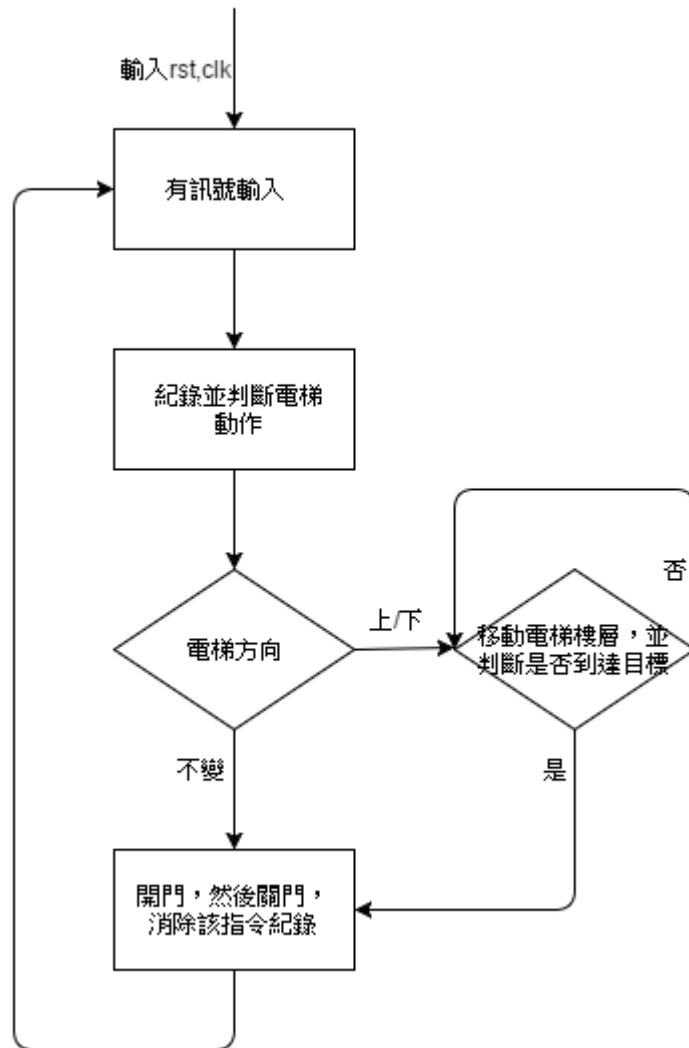 輸入rst,clk
有訊號輸入
紀錄並判斷電梯
動作
電梯方向
上/下
否
移動電梯樓層，並
判斷是否到達目標
不變
是
開門，然後關門，
消除該指令紀錄